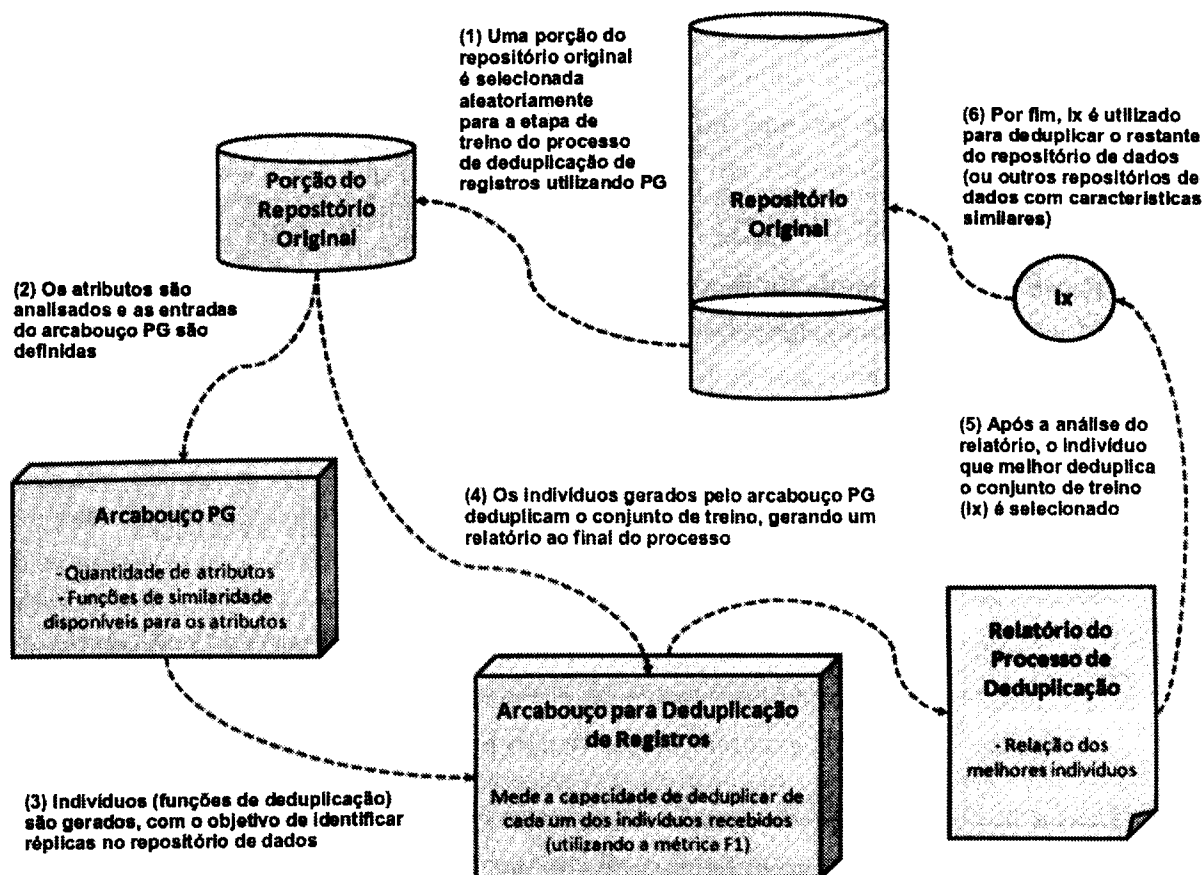 (1) Uma porção do
repositório original
é selecionada
aleatoriamente
para a etapa de
treino do processo
de deduplicação de
registros utilizando PG
Repositório
Original
(6) Por fim, Ix é utilizado
para deduplicar o restante
do repositório de dados
(ou outros repositórios de
dados com características
similares)
Porção do
Repositório
Original
Ix
(2) Os atributos são
analisados e as entradas
do arcabouço PG são
definidas
(5) Após a análise do
relatório, o indivíduo
que melhor deduplica
o conjunto de treino
(Ix) é selecionado
Arcabouço PG
- Quantidade de atributos
- Funções de similaridade
disponíveis para os atributos
(4) Os indivíduos gerados pelo arcabouço PG
deduplicam o conjunto de treino, gerando um
relatório ao final do processo
Relatório do
Processo de
Deduplicação
- Relação dos
melhores indivíduos
Arcabouço para Deduplicação
de Registros
Mede a capacidade de deduplicar de
cada um dos indivíduos recebidos
(utilizando a métrica F1)
(3) Indivíduos (funções de deduplicação)
são gerados, com o objetivo de identificar
réplicas no repositório de dados